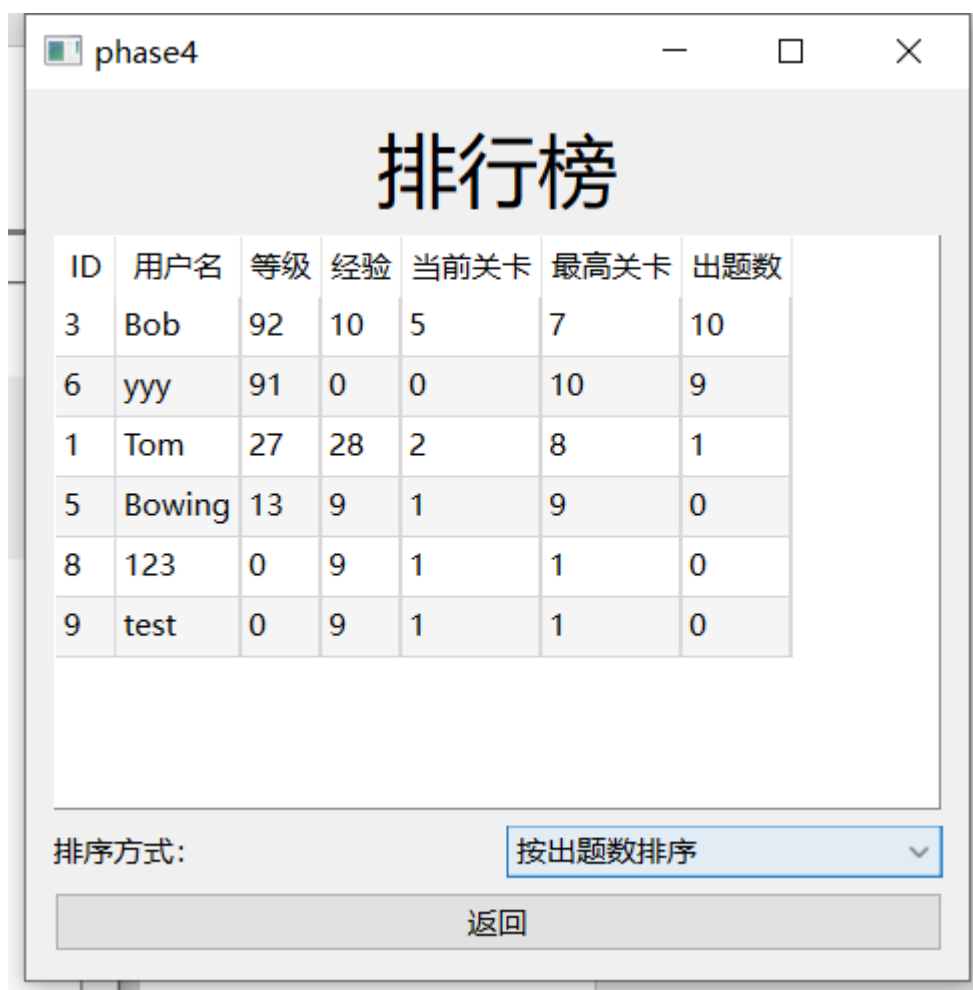 phase4
排行榜
ID 用户名 等级 经验 当前关卡 最高关卡 出题数
3 Bob 92 10 5 7 10
6 yyy 91 0 0 10 9
1 Tom 27 28 2 8 1
5 Bowing 13 9 1 9 0
8 123 0 9 1 1 0
9 test 0 9 1 1 0
排序方式: 按出题数排序
返回